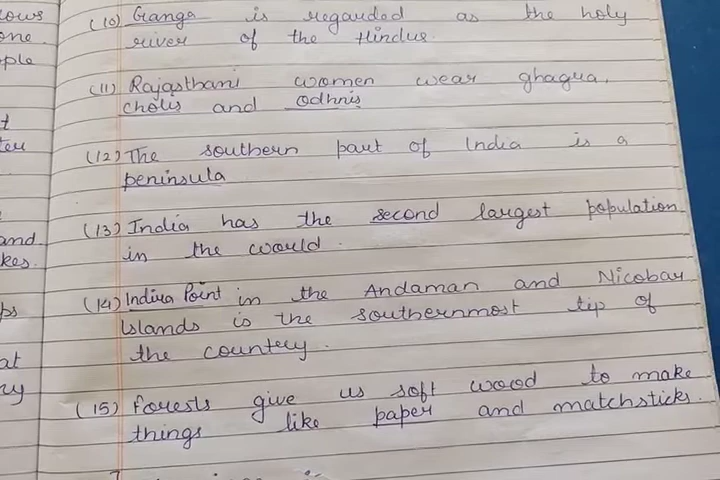 (10) Ganga is regarded as the holy
river of the Hindus.
(11) Rajasthani women wear ghagra,
cholis and odhnis
(12) The southern part of India is a
peninsula
(13) India has the second largest population
in the world.
(14) Indira Point in the Andaman and Nicobar
Islands is the southernmost tip of
the country.
(15) Forests give us soft wood to make
things like paper and matchsticks.